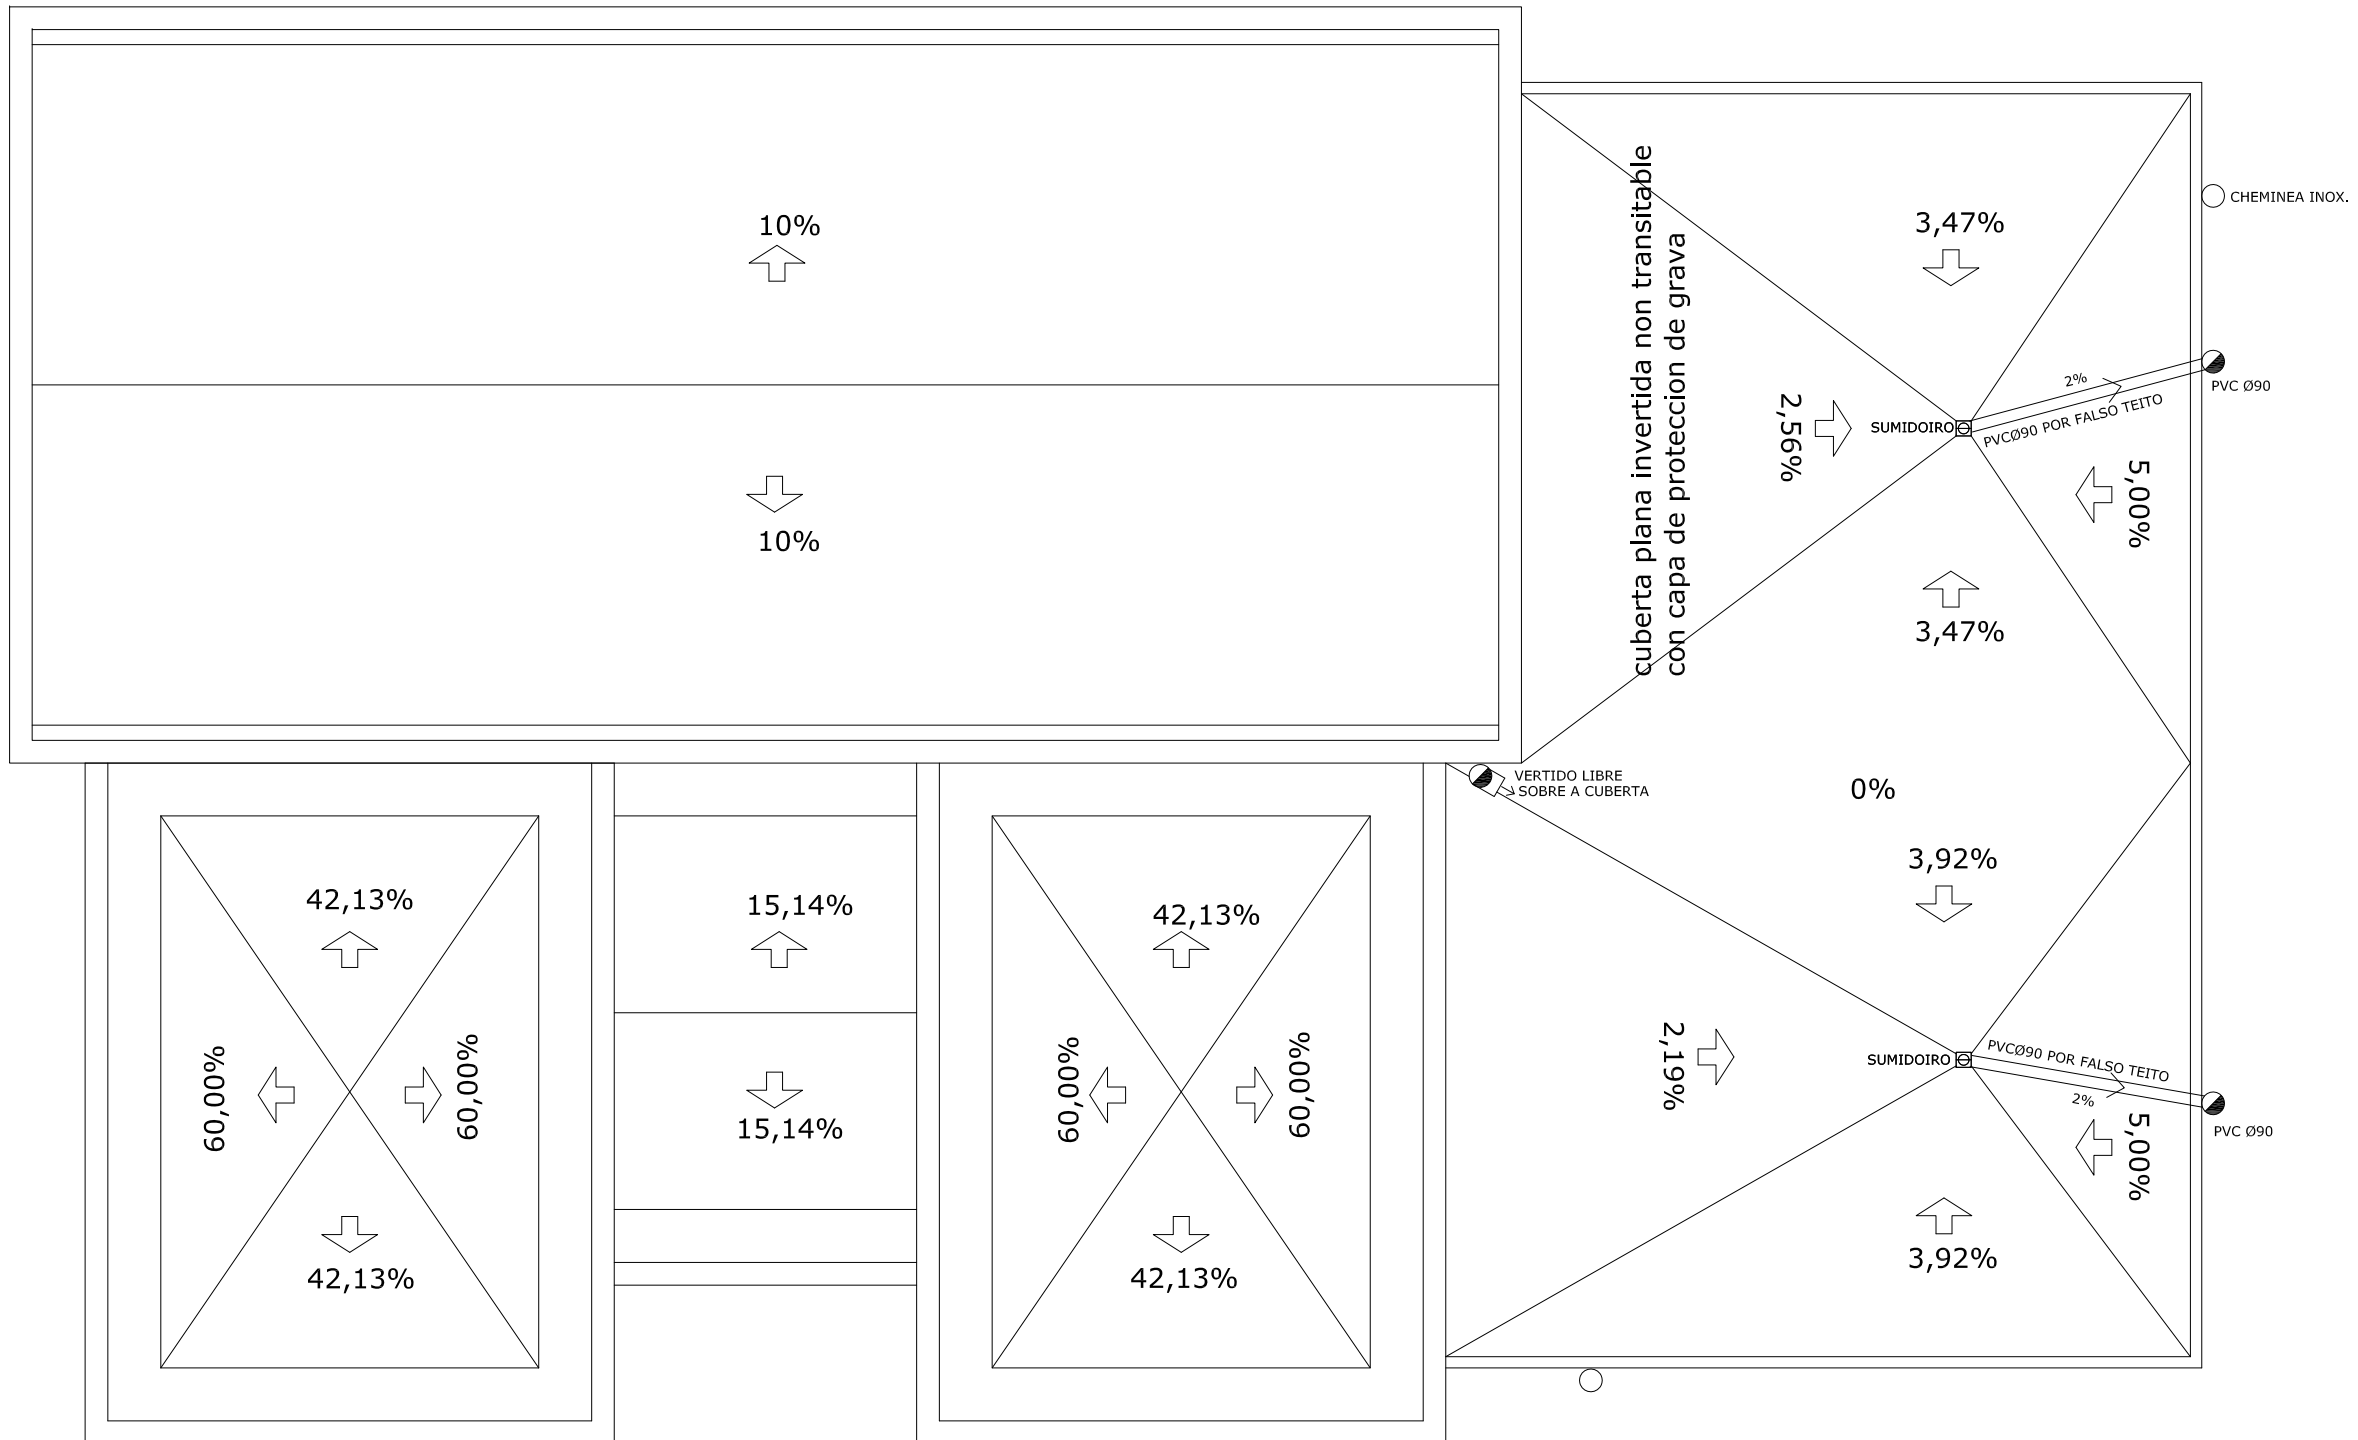 10%
10%
cuberta plana invertida non transitable
con capa de proteccion de grava
3,47%
CHEMINEA INOX.
2%
PVC Ø90
PVCØ90 POR FALSO TEITO
SUMIDOIRO
2,56%
5,00%
3,47%
VERTIDO LIBRE
SOBRE A CUBERTA
0%
3,92%
42,13%
15,14%
42,13%
60,00%
60,00%
15,14%
60,00%
60,00%
2,19%
SUMIDOIRO
PVCØ90 POR FALSO TEITO
2%
PVC Ø90
5,00%
42,13%
42,13%
3,92%